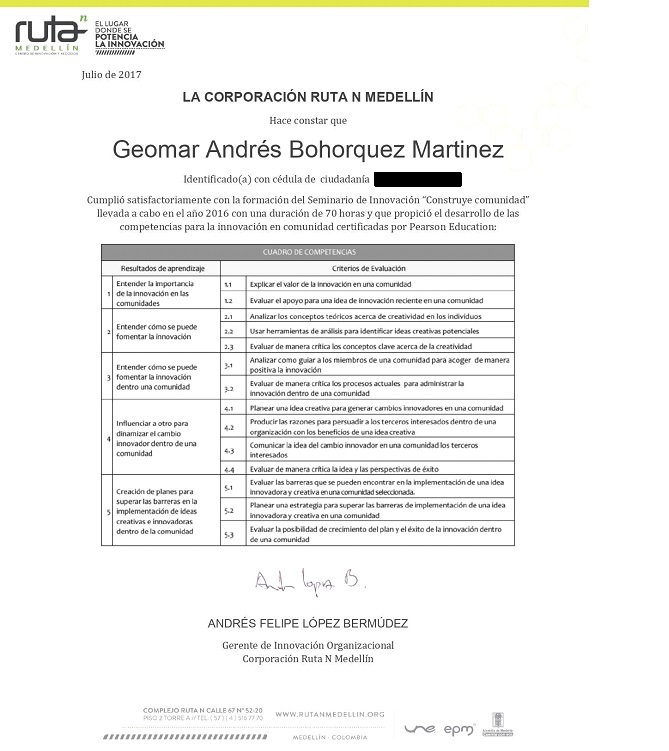 ruta n
MEDELLÍN
CENTRO DE INNOVACIÓN Y NEGOCIOS
EL LUGAR
DONDE SE
POTENCIA
LA INNOVACIÓN
Julio de 2017
LA CORPORACIÓN RUTA N MEDELLÍN
Hace constar que
Geomar Andrés Bohorquez Martinez
Identificado(a) con cédula de ciudadanía
Cumplió satisfactoriamente con la formación del Seminario de Innovación “Construye comunidad”
llevada a cabo en el año 2016 con una duración de 70 horas y que propició el desarrollo de las
competencias para la innovación en comunidad certificadas por Pearson Education:
CUADRO DE COMPETENCIAS
Resultados de aprendizaje Criterios de Evaluación
1 Entender la importancia
de la innovación en las
comunidades
1.1 Explicar el valor de la innovación en una comunidad
1.2 Evaluar el apoyo para una idea de innovación reciente en una comunidad
2 Entender cómo se puede
fomentar la innovación
2.1 Analizar los conceptos teóricos acerca de creatividad en los individuos
2.2 Usar herramientas de análisis para identificar ideas creativas potenciales
2.3 Evaluar de manera crítica los conceptos clave acerca de la creatividad
3 Entender cómo se puede
fomentar la innovación
dentro una comunidad
3.1 Analizar como guiar a los miembros de una comunidad para acoger de manera
positiva la innovación
3.2 Evaluar de manera crítica los procesos actuales para administrar la
innovación dentro de una comunidad
4 Influenciar a otro para
dinamizar el cambio
innovador dentro de una
comunidad
4.1 Planear una idea creativa para generar cambios innovadores en una comunidad
4.2 Producir las razones para persuadir a los terceros interesados dentro de una
organización con los beneficios de una idea creativa
4.3 Comunicar la idea del cambio innovador en una comunidad los terceros
interesados
4.4 Evaluar de manera crítica la idea y las perspectivas de éxito
5 Creación de planes para
superar las barreras en la
implementación de ideas
creativas e innovadoras
dentro de la comunidad
5.1 Evaluar las barreras que se pueden encontrar en la implementación de una idea
innovadora y creativa en una comunidad seleccionada.
5.2 Planear una estrategia para superar las barreras de implementación de una idea
innovadora y creativa en una comunidad
5.3 Evaluar la posibilidad de crecimiento del plan y el éxito de la innovación dentro
de una comunidad
ANDRÉS FELIPE LÓPEZ BERMÚDEZ
Gerente de Innovación Organizacional
Corporación Ruta N Medellín
COMPLEJO RUTA N CALLE 67 Nº 52-20
PISO 2 TORRE A // TEL: ( 57 ) ( 4 ) 516 77 70
WWW.RUTANMEDELLIN.ORG
MEDELLÍN - COLOMBIA
une epm
Alcaldía de Medellín